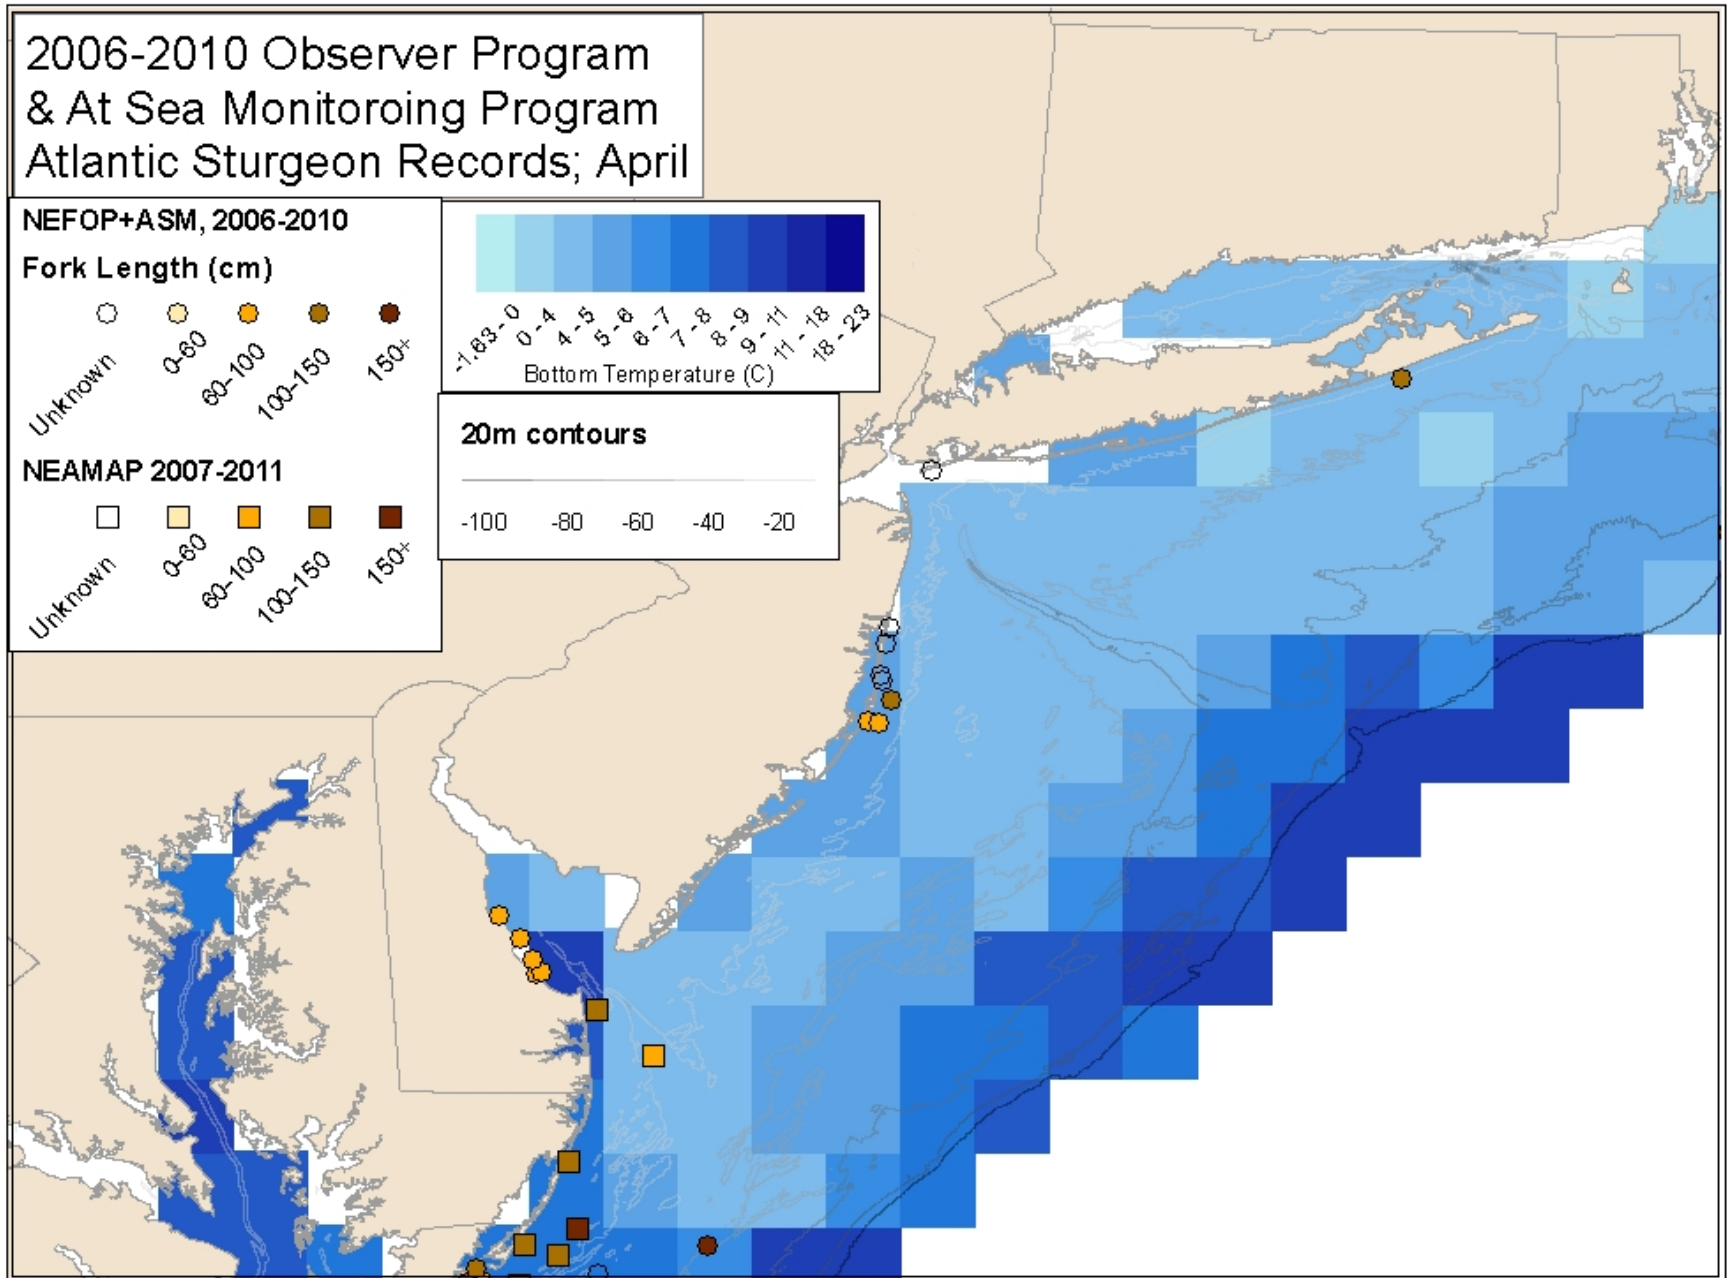 2006-2010 Observer Program
& At Sea Monitoroing Program
Atlantic Sturgeon Records; April
NEFOP+ASM, 2006-2010
Fork Length (cm)
Unknown
0-60
60-100
100-150
150+
NEAMAP 2007-2011
Unknown
0-60
60-100
100-150
150+
-1.63 - 0
0 - 4
4 - 5
5 - 6
6 - 7
7 - 8
8 - 9
9 - 11
11 - 18
18 - 23
Bottom Temperature (C)
20m contours
-100 -80 -60 -40 -20